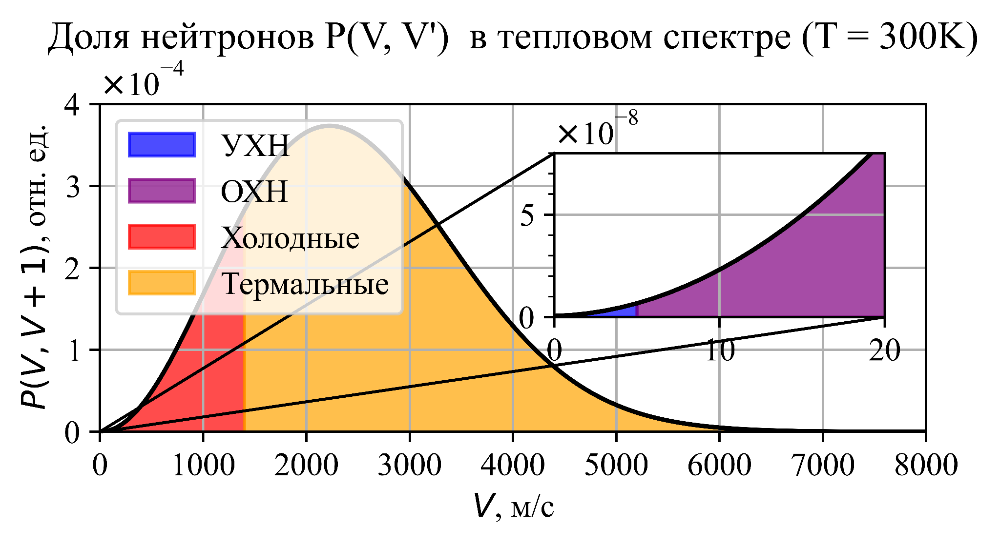 Доля нейтронов P(V, V') в тепловом спектре (T = 300K)
×10⁻⁴
4
3
2
1
0
P(V, V + 1), отн. ед.
УХН
ОХН
Холодные
Термальные
×10⁻⁸
5
0
0 10 20
0 1000 2000 3000 4000 5000 6000 7000 8000
V, м/с